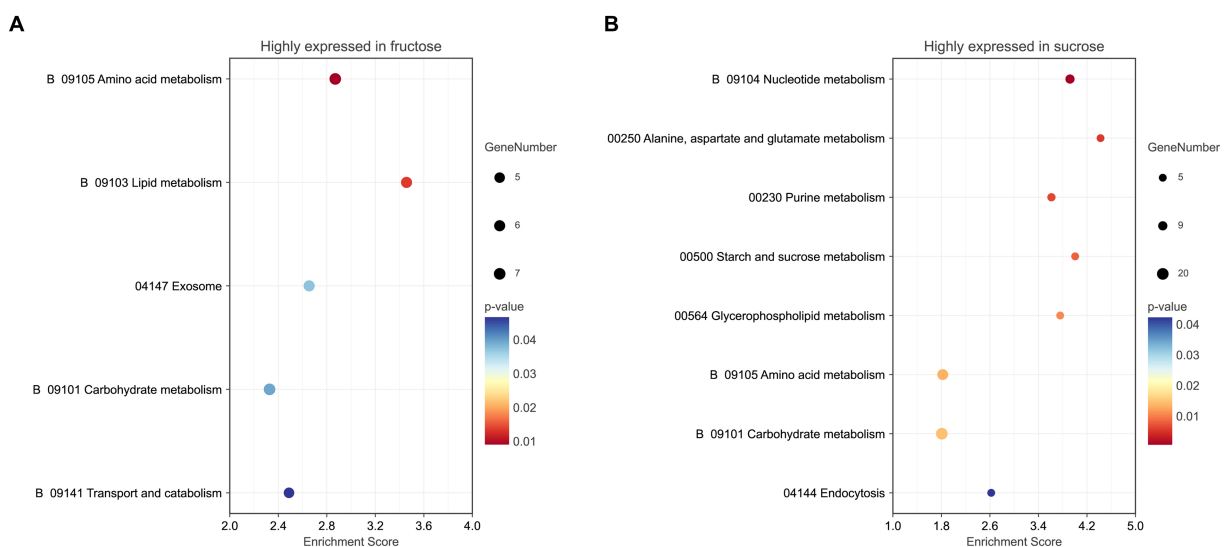 A
Highly expressed in fructose
B 09105 Amino acid metabolism
B 09103 Lipid metabolism
04147 Exosome
B 09101 Carbohydrate metabolism
B 09141 Transport and catabolism
2.0 2.4 2.8 3.2 3.6 4.0
Enrichment Score
GeneNumber
5
6
7
p-value
0.04
0.03
0.02
0.01
B
Highly expressed in sucrose
B 09104 Nucleotide metabolism
00250 Alanine, aspartate and glutamate metabolism
00230 Purine metabolism
00500 Starch and sucrose metabolism
00564 Glycerophospholipid metabolism
B 09105 Amino acid metabolism
B 09101 Carbohydrate metabolism
04144 Endocytosis
1.0 1.8 2.6 3.4 4.2 5.0
Enrichment Score
GeneNumber
5
9
20
p-value
0.04
0.03
0.02
0.01